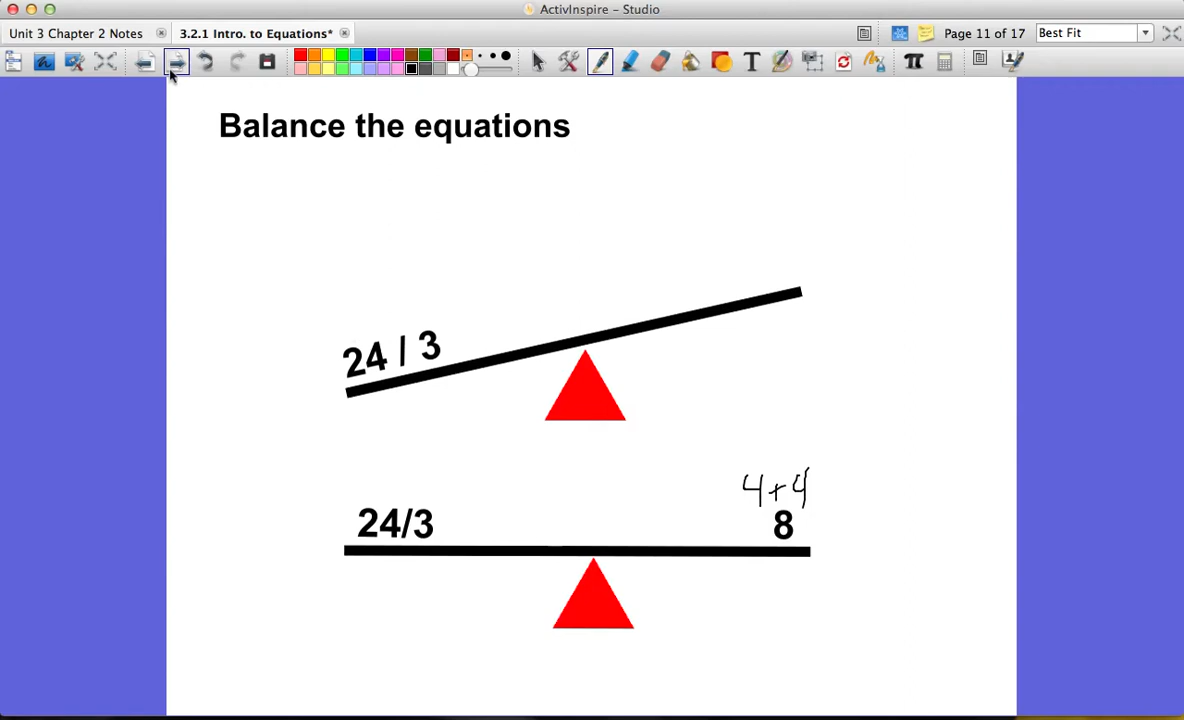 ActivInspire - Studio
Unit 3 Chapter 2 Notes
3.2.1 Intro. to Equations*
Page 11 of 17
Best Fit
Balance the equations
24 / 3
4+4
24/3
8